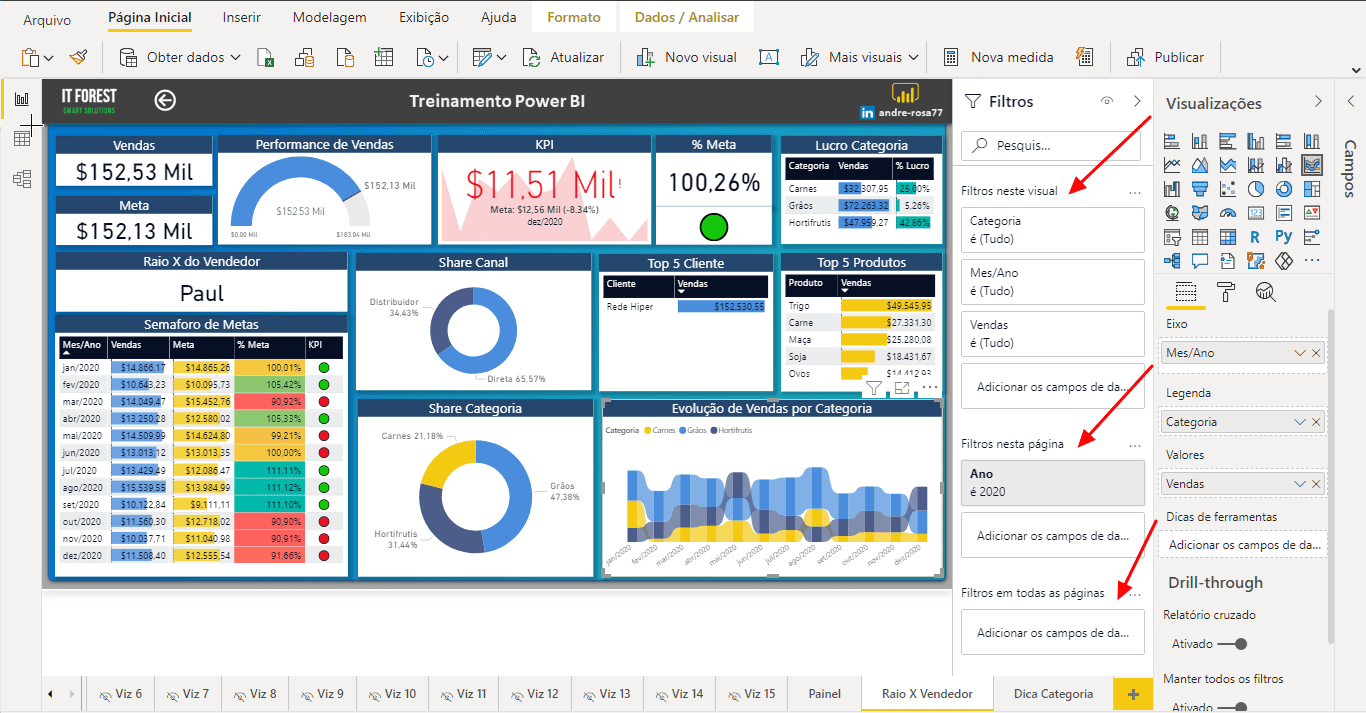 Arquivo Página Inicial Inserir Modelagem Exibição Ajuda Formato Dados / Analisar
Obter dados Atualizar Novo visual A Mais visuais Nova medida Publicar
IT FOREST
SMART SOLUTIONS
Treinamento Power BI
in andre-rosa77
Vendas
$152,53 Mil
Meta
$152,13 Mil
Performance de Vendas
$152,13 Mil
$152,53 Mil
$0,00 Mil $183,04 Mil
KPI
$11,51 Mil!
Meta: $12,56 Mil (-8.34%)
dez/2020
% Meta
100,26%
Lucro Categoria
Categoria Vendas % Lucro
Carnes $32.307,95 25,00%
Grãos $72.263,32 5,26%
Hortifrutis $47.959,27 42,86%
Raio X do Vendedor
Paul
Semaforo de Metas
Mes/Ano Vendas Meta % Meta KPI
jan/2020 $14.866,17 $14.865,26 100,01%
fev/2020 $10.643,23 $10.095,73 105,42%
mar/2020 $14.049,47 $15.452,76 90,92%
abr/2020 $13.250,28 $12.580,02 105,33%
mai/2020 $14.509,99 $14.624,80 99,21%
jun/2020 $13.013,12 $13.013,35 100,00%
jul/2020 $13.429,49 $12.086,47 111,11%
ago/2020 $15.539,55 $13.984,99 111,12%
set/2020 $10.122,84 $9.111,11 111,10%
out/2020 $11.560,30 $12.718,02 90,90%
nov/2020 $10.037,71 $11.040,98 90,91%
dez/2020 $11.508,40 $12.555,54 91,66%
Share Canal
Distribuidor
34,43%
Direta 65,57%
Top 5 Cliente
Cliente Vendas
Rede Hiper $152.530,55
Top 5 Produtos
Produto Vendas
Trigo $49.545,95
Carne $27.331,30
Maça $25.280,08
Soja $18.431,67
Ovos $14.412,93
Share Categoria
Carnes 21,18%
Grãos
47,38%
Hortifrutis
31,44%
Evolução de Vendas por Categoria
Categoria Carnes Grãos Hortifrutis
jan/2020 fev/2020 mar/2020 abr/2020 mai/2020 jun/2020 jul/2020 ago/2020 set/2020 out/2020 nov/2020 dez/2020
Filtros
Pesquis...
Filtros neste visual ...
Categoria
é (Tudo)
Mes/Ano
é (Tudo)
Vendas
é (Tudo)
Adicionar os campos de da...
Filtros nesta página ...
Ano
é 2020
Adicionar os campos de da...
Filtros em todas as páginas ...
Adicionar os campos de da...
Visualizações
123
R Py
...
Eixo
Mes/Ano
Legenda
Categoria
Valores
Vendas
Dicas de ferramentas
Adicionar os campos de da...
Drill-through
Relatório cruzado
Ativado
Manter todos os filtros
Ativado
Campos
Viz 6 Viz 7 Viz 8 Viz 9 Viz 10 Viz 11 Viz 12 Viz 13 Viz 14 Viz 15 Painel Raio X Vendedor Dica Categoria +